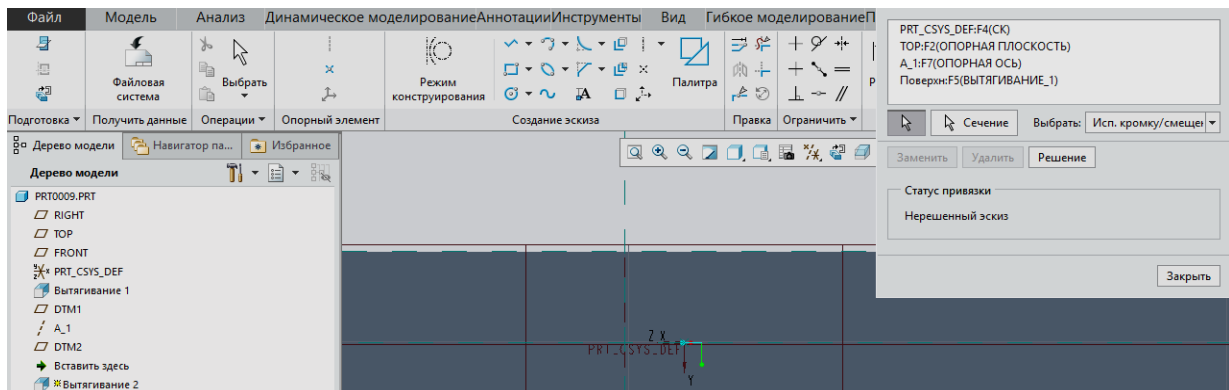 Файл Модель Анализ Динамическое моделирование Аннотации Инструменты Вид Гибкое моделирование П
Файловая система
Выбрать
Режим конструирования
Палитра
Р
Подготовка Получить данные Операции Опорный элемент Создание эскиза Правка Ограничить
Дерево модели Навигатор па... Избранное
Дерево модели
PRT0009.PRT
RIGHT
TOP
FRONT
PRT_CSYS_DEF
Вытягивание 1
DTM1
A_1
DTM2
Вставить здесь
Вытягивание 2
Z X
PRT_CSYS_DEF
Y
PRT_CSYS_DEF:F4(СК)
TOP:F2(ОПОРНАЯ ПЛОСКОСТЬ)
A_1:F7(ОПОРНАЯ ОСЬ)
Поверхн:F5(ВЫТЯГИВАНИЕ_1)
Сечение Выбрать: Исп. кромку/смещен
Заменить Удалить Решение
Статус привязки
Нерешенный эскиз
Закрыть